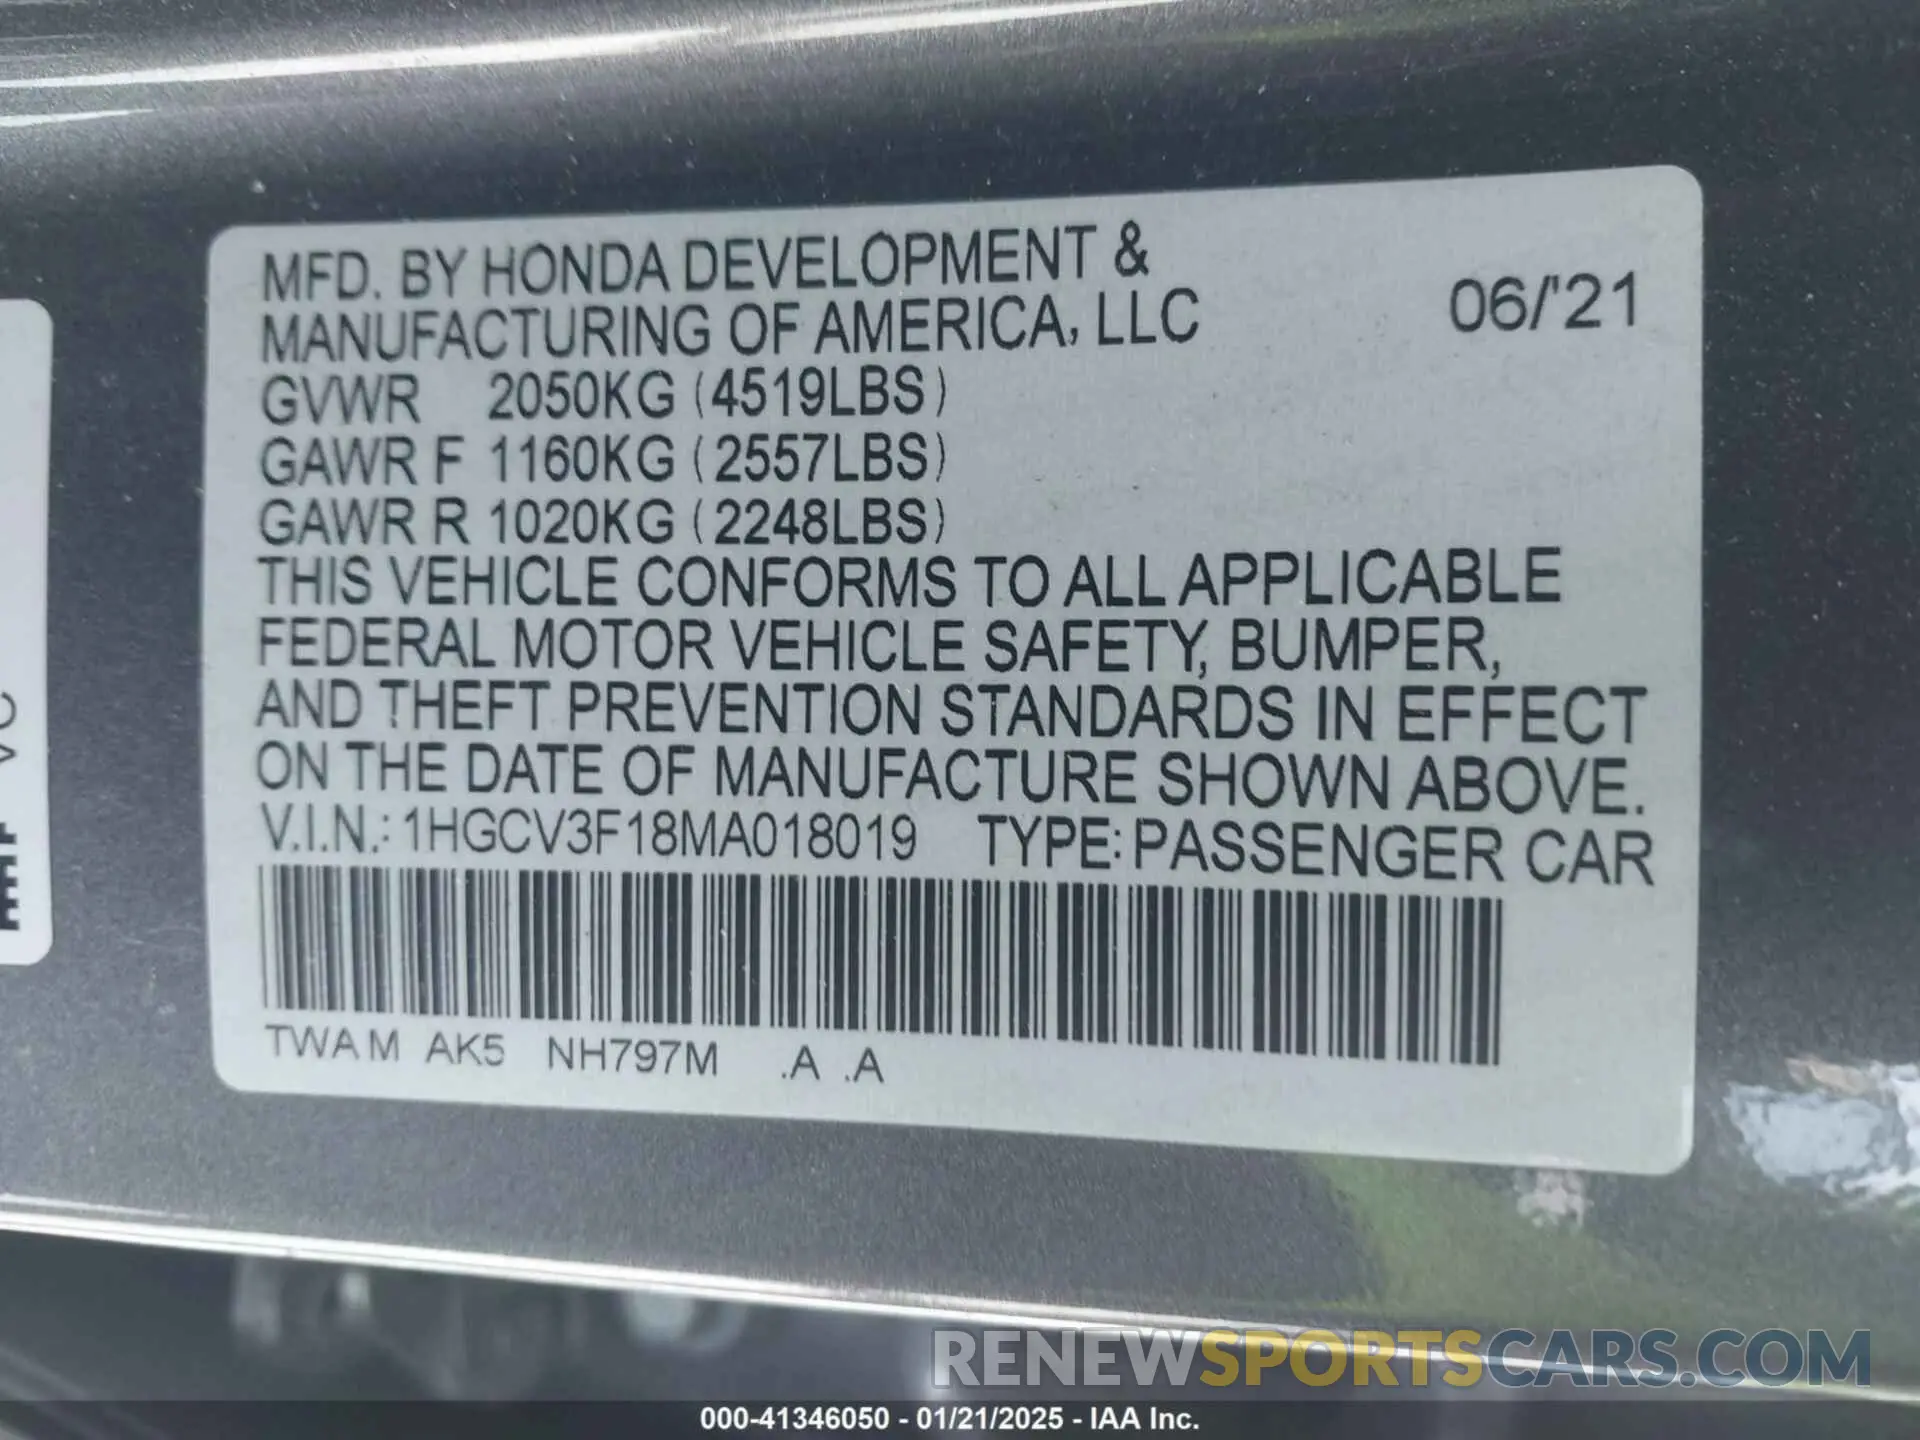 MFD. BY HONDA DEVELOPMENT &
MANUFACTURING OF AMERICA, LLC 06/'21
GVWR 2050KG (4519LBS)
GAWR F 1160KG (2557LBS)
GAWR R 1020KG (2248LBS)
THIS VEHICLE CONFORMS TO ALL APPLICABLE
FEDERAL MOTOR VEHICLE SAFETY, BUMPER,
AND THEFT PREVENTION STANDARDS IN EFFECT
ON THE DATE OF MANUFACTURE SHOWN ABOVE.
V.I.N.: 1HGCV3F18MA018019 TYPE: PASSENGER CAR
TWAM AK5 NH797M .A .A
RENEWSPORTSCARS.COM
000-41346050 - 01/21/2025 - IAA Inc.